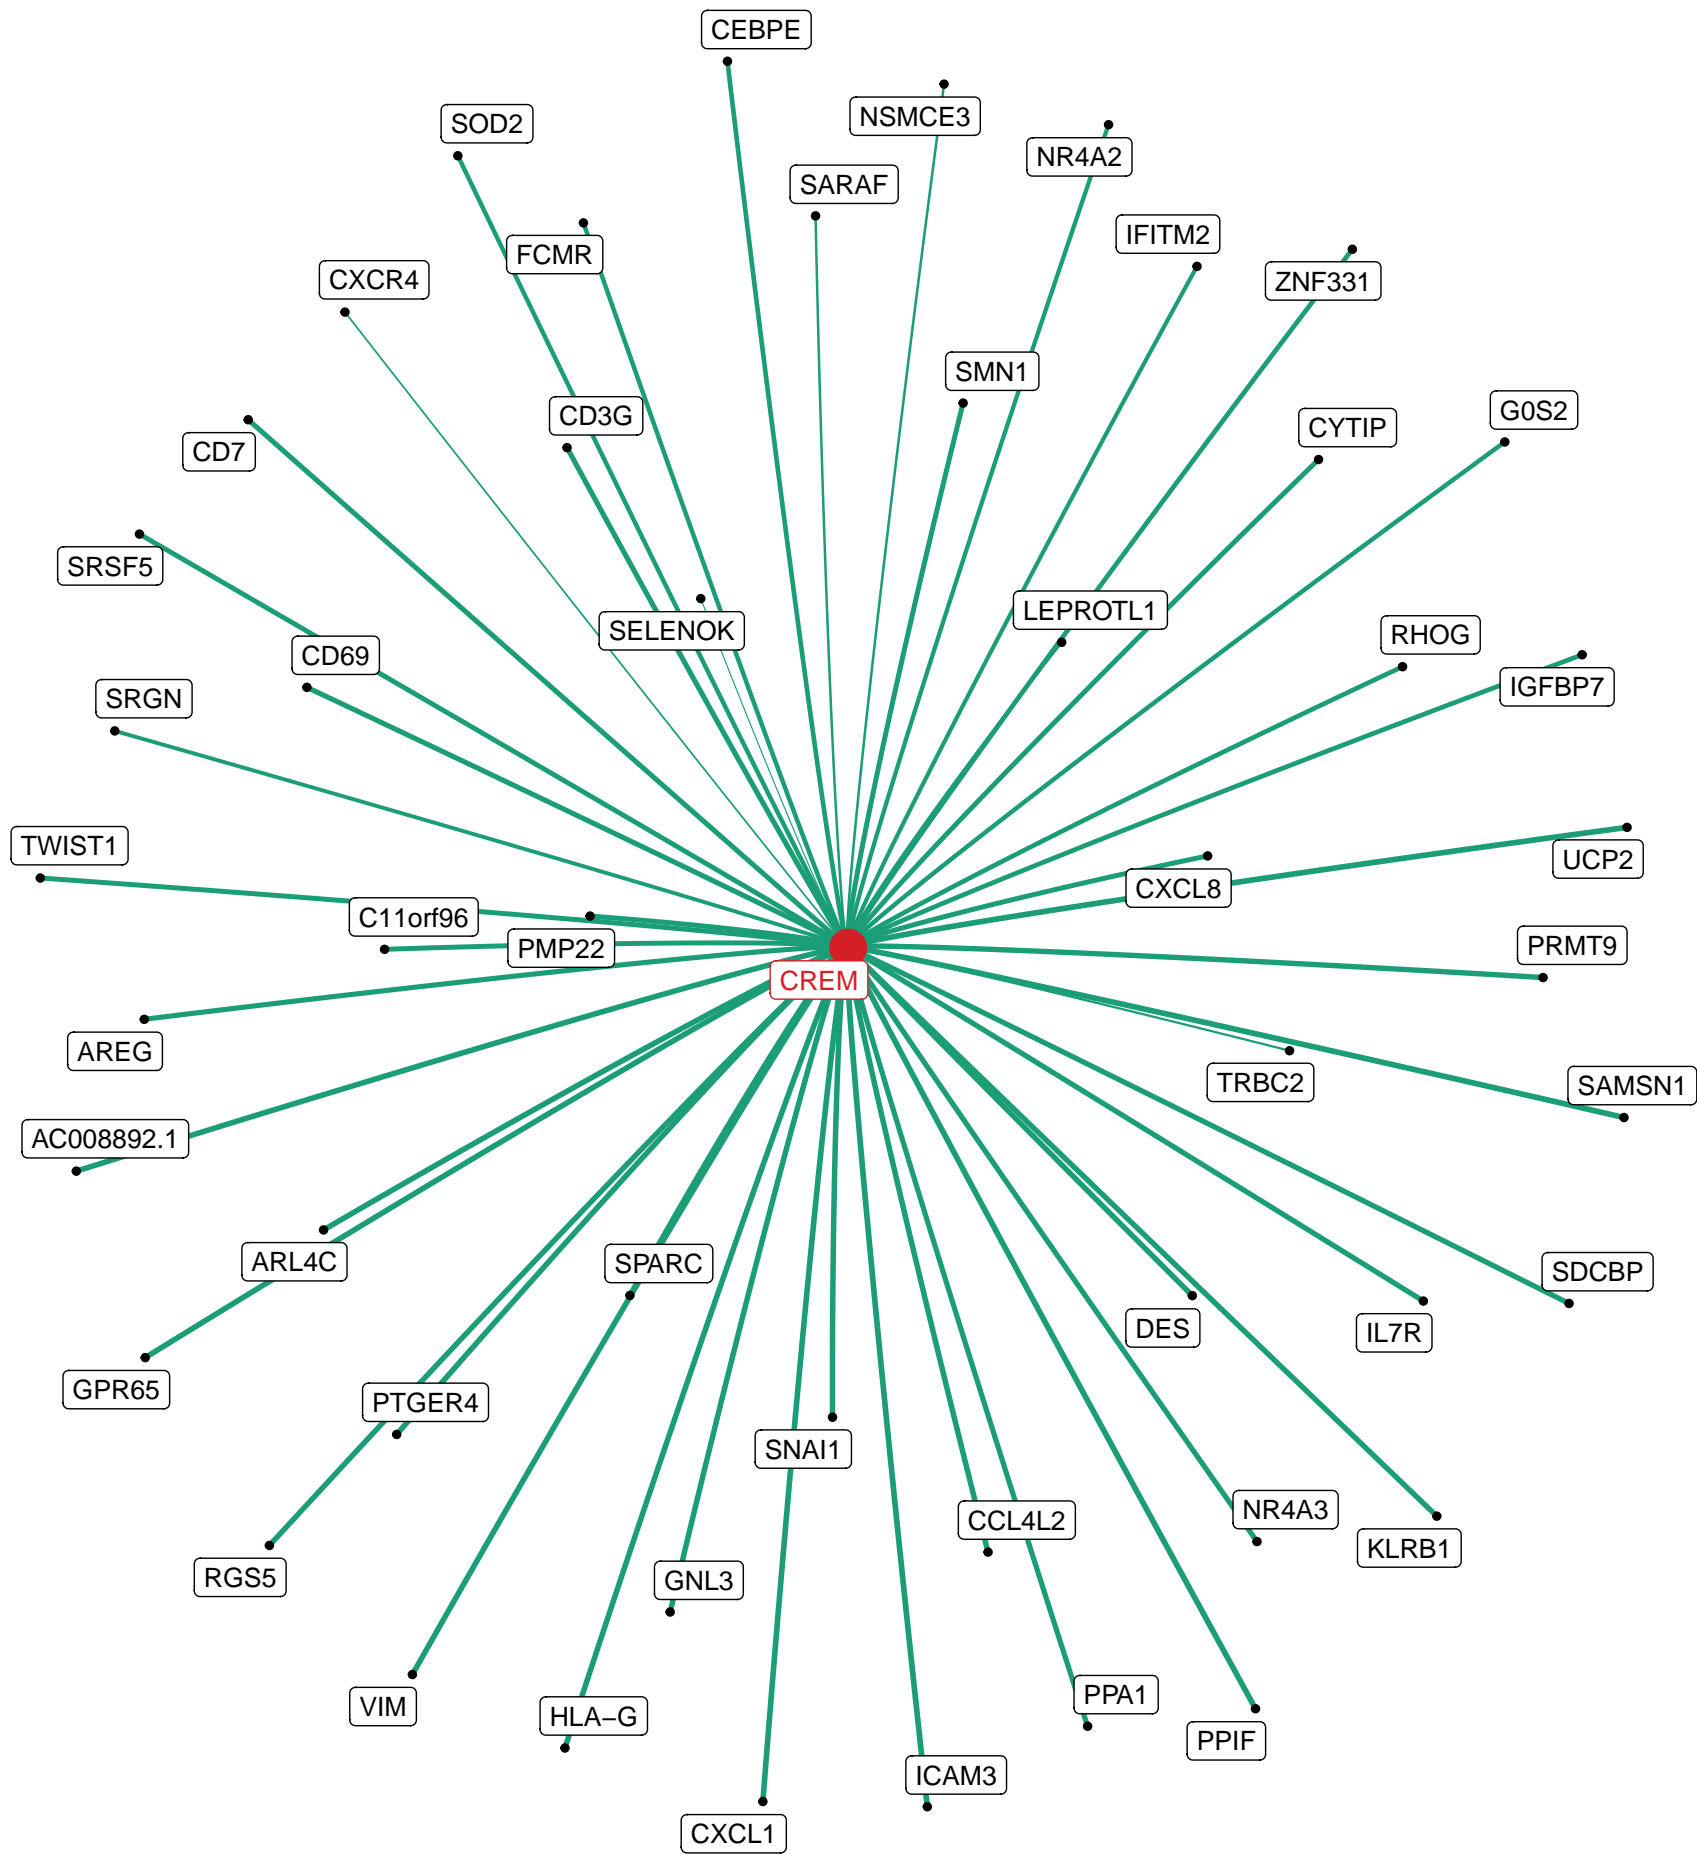 CEBPE
NSMCE3
SOD2
NR4A2
SARAF
IFITM2
FCMR
CXCR4
ZNF331
SMN1
G0S2
CD3G
CYTIP
CD7
SRSF5
LEPROTL1
SELENOK
RHOG
CD69
IGFBP7
SRGN
TWIST1
UCP2
CXCL8
C11orf96
PRMT9
PMP22
CREM
AREG
TRBC2
SAMSN1
AC008892.1
ARL4C
SPARC
SDCBP
DES
IL7R
GPR65
PTGER4
SNAI1
NR4A3
CCL4L2
KLRB1
RGS5
GNL3
PPA1
VIM
HLA−G
PPIF
ICAM3
CXCL1